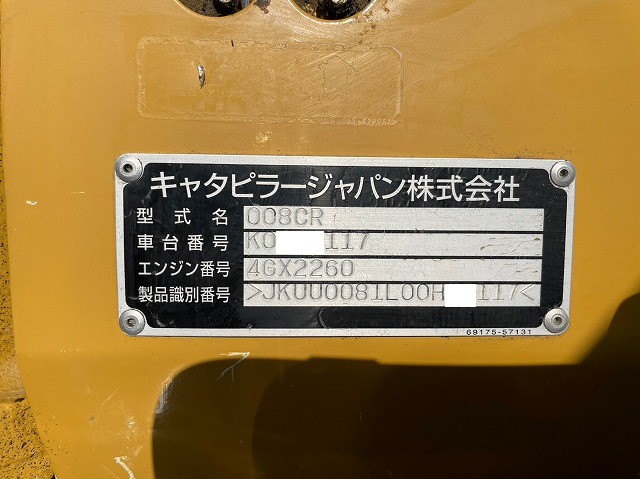 キャタピラージャパン株式会社
型式名 008CR
車台番号 K0 117
エンジン番号 4GX2260
製品識別番号 >JKUU0081L00H 117<
69175-57131